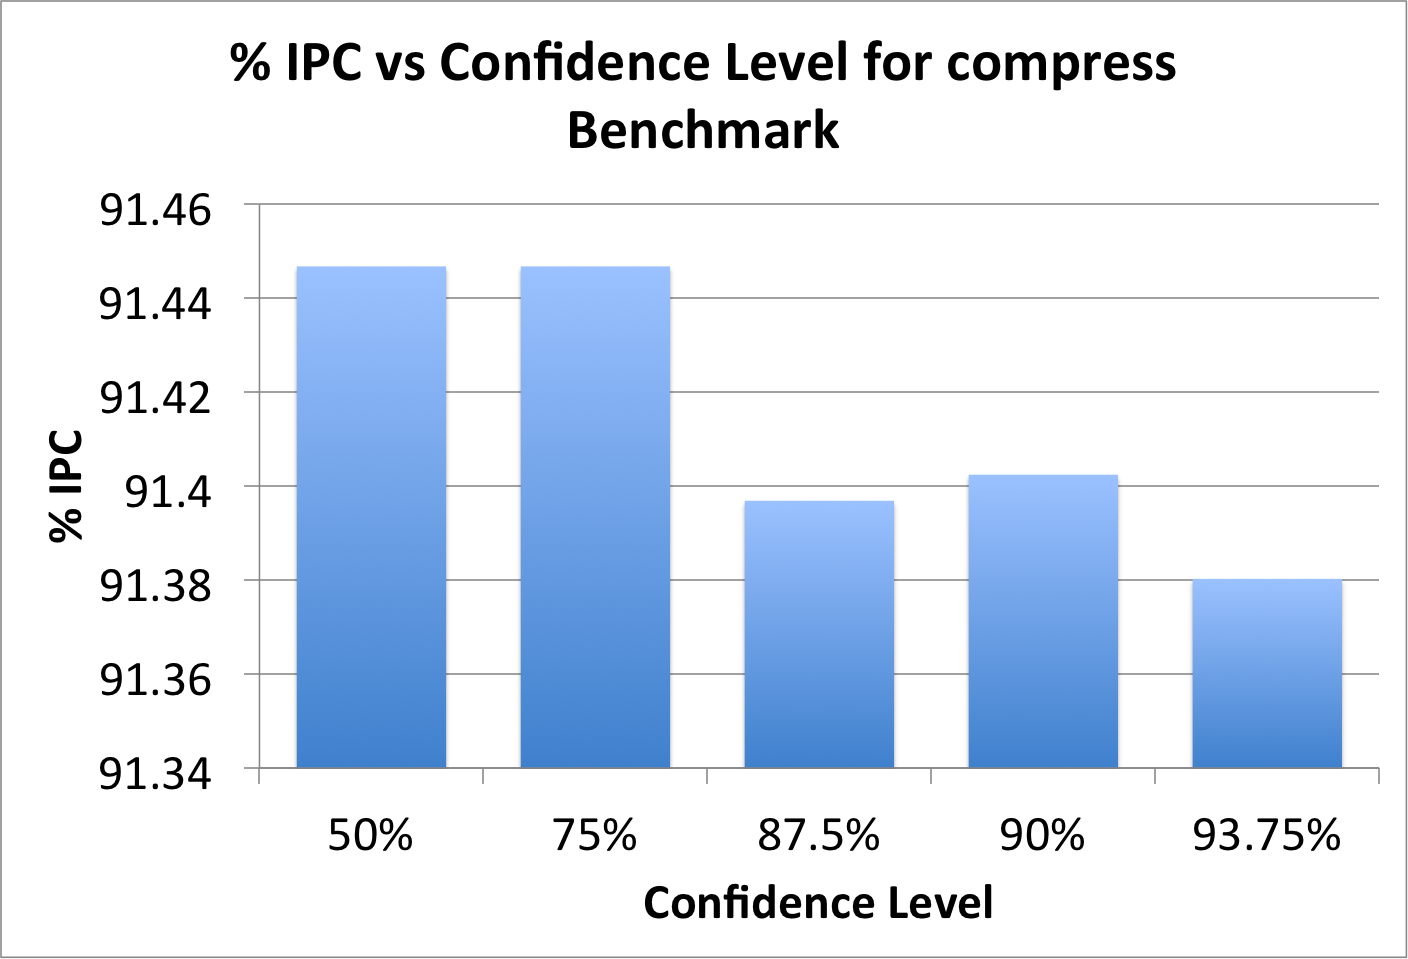 % IPC vs Confidence Level for compress
Benchmark
91.46
91.44
91.42
91.4
91.38
91.36
91.34
% IPC
50% 75% 87.5% 90% 93.75%
Confidence Level